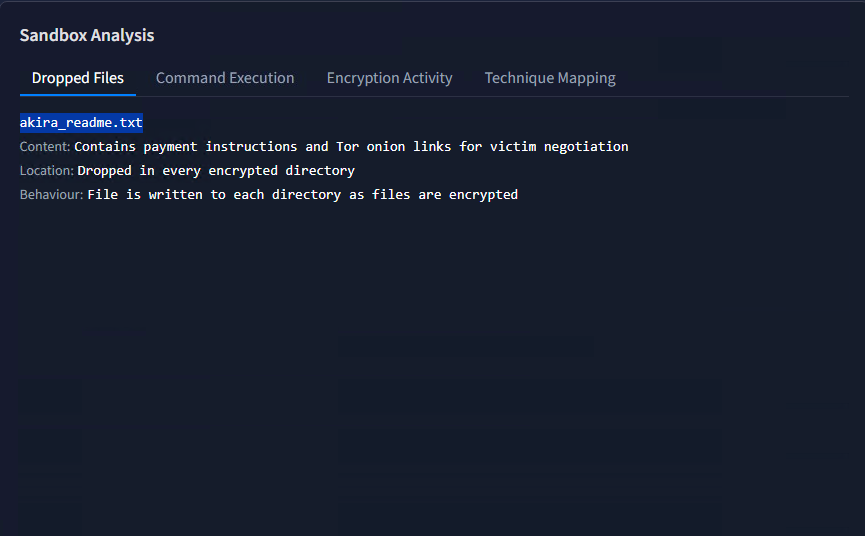 Sandbox Analysis
Dropped Files Command Execution Encryption Activity Technique Mapping
akira_readme.txt
Content: Contains payment instructions and Tor onion links for victim negotiation
Location: Dropped in every encrypted directory
Behaviour: File is written to each directory as files are encrypted